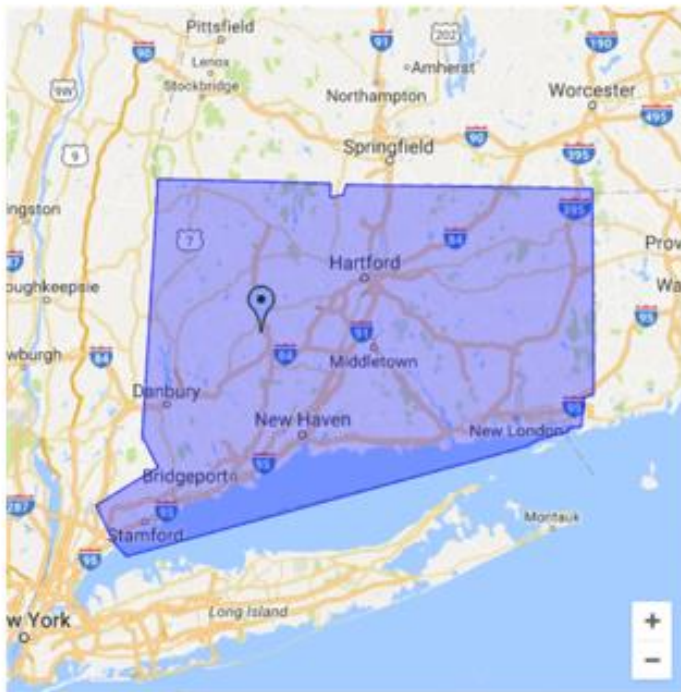 Pittsfield
91
202
190
90
Lenox
Amherst
9W
Stockbridge
Northampton
Worcester
495
9
Springfield
90
395
ingston
7
395
84
87
Hartford
Prov
oughkeepsie
Wa
95
91
wburgh
84
84
Middletown
Danbury
95
New Haven
New London
Bridgeport
95
287
95
Stamford
Montauk
95
Long Island
w York
+
−